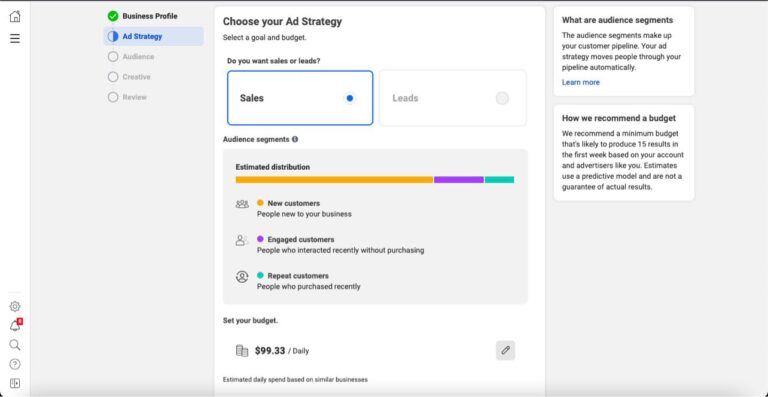 Business Profile
Ad Strategy
Audience
Creative
Review
Choose your Ad Strategy
Select a goal and budget.
Do you want sales or leads?
Sales
Leads
Audience segments
Estimated distribution
New customers
People new to your business
Engaged customers
People who interacted recently without purchasing
Repeat customers
People who purchased recently
Set your budget.
$99.33 / Daily
Estimated daily spend based on similar businesses
What are audience segments
The audience segments make up
your customer pipeline. Your ad
strategy moves people through your
pipeline automatically.
Learn more
How we recommend a budget
We recommend a minimum budget
that's likely to produce 15 results in
the first week based on your account
and advertisers like you. Estimates
use a predictive model and are not a
guarantee of actual results.